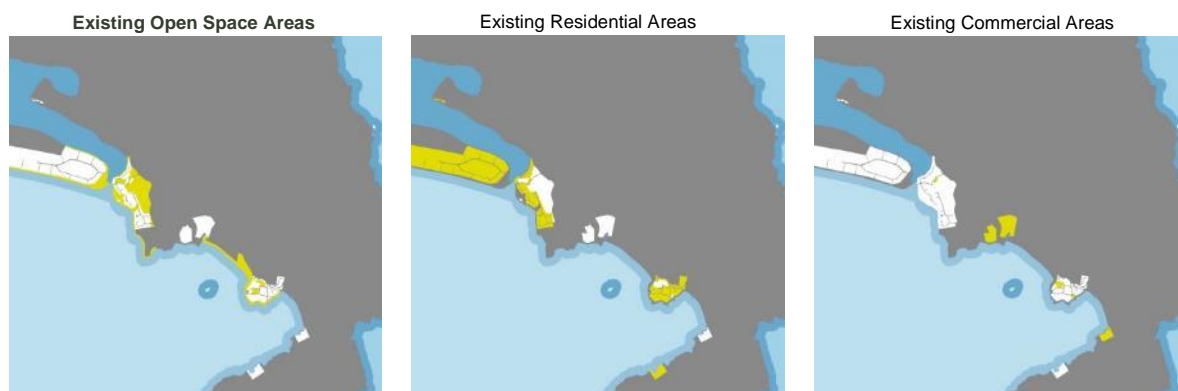 Existing Open Space Areas
Existing Residential Areas
Existing Commercial Areas